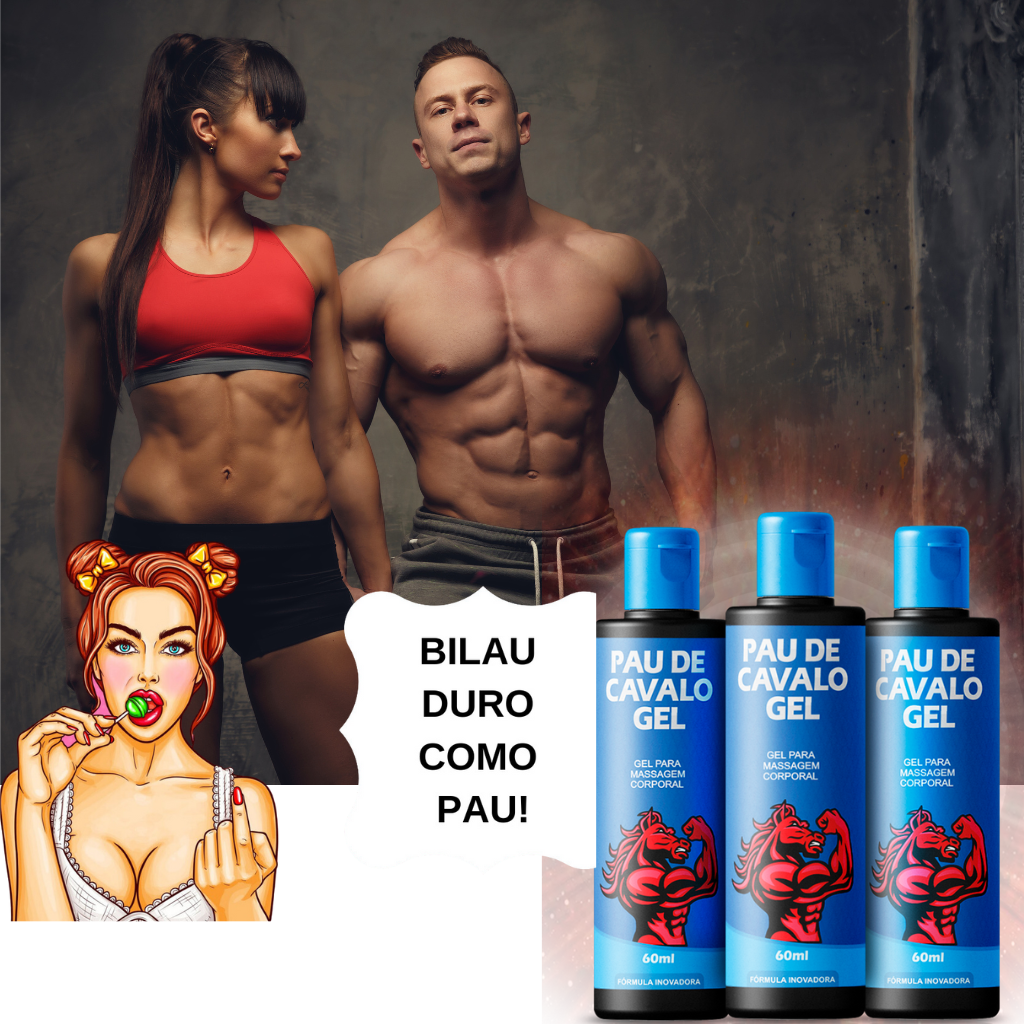 BILAU
DURO
COMO
PAU!
PAU DE
CAVALO
GEL
GEL PARA
MASSAGEM
CORPORAL
60ml
FÓRMULA INOVADORA
PAU DE
CAVALO
GEL
GEL PARA
MASSAGEM
CORPORAL
60ml
FÓRMULA INOVADORA
PAU DE
CAVALO
GEL
GEL PARA
MASSAGEM
CORPORAL
60ml
FÓRMULA INOVADORA